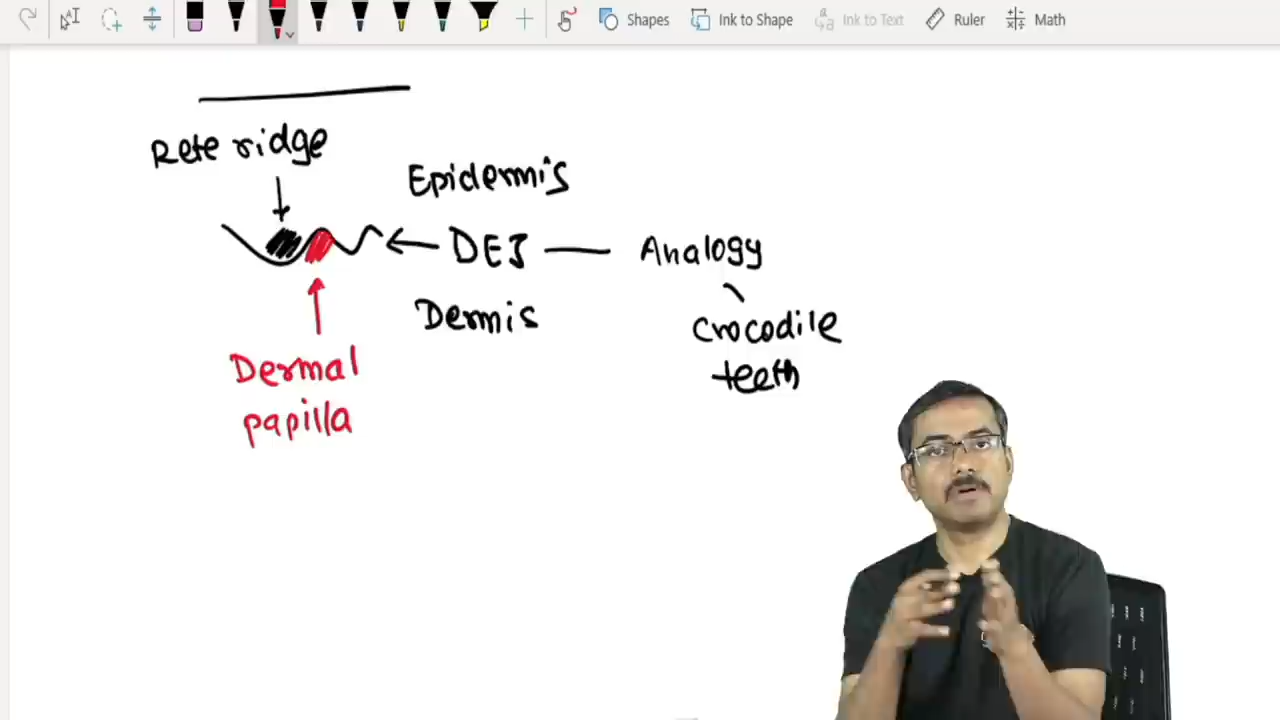 Shapes
Ink to Shape
Ink to Text
Ruler
Math
Rete ridge
Epidermis
DEJ
Analogy
Dermis
Crocodile
teeth
Dermal
papilla